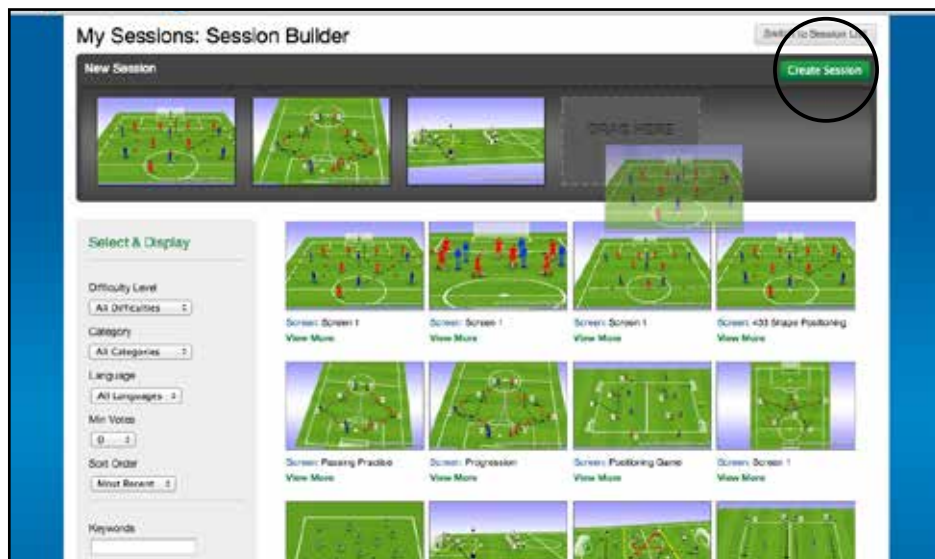 My Sessions: Session Builder
Switch to Session List
New Session
Create Session
DRAG HERE
Select & Display
Difficulty Level
All Difficulties
Category
All Categories
Language
All Languages
Min Votes
0
Sort Order
Most Recent
Keywords
Screen: Screen 1
View More
Screen: Screen 1
View More
Screen: Screen 1
View More
Screen: 433 Shape Positioning
View More
Screen: Passing Practise
View More
Screen: Progression
View More
Screen: Positioning Game
View More
Screen: Screen 1
View More